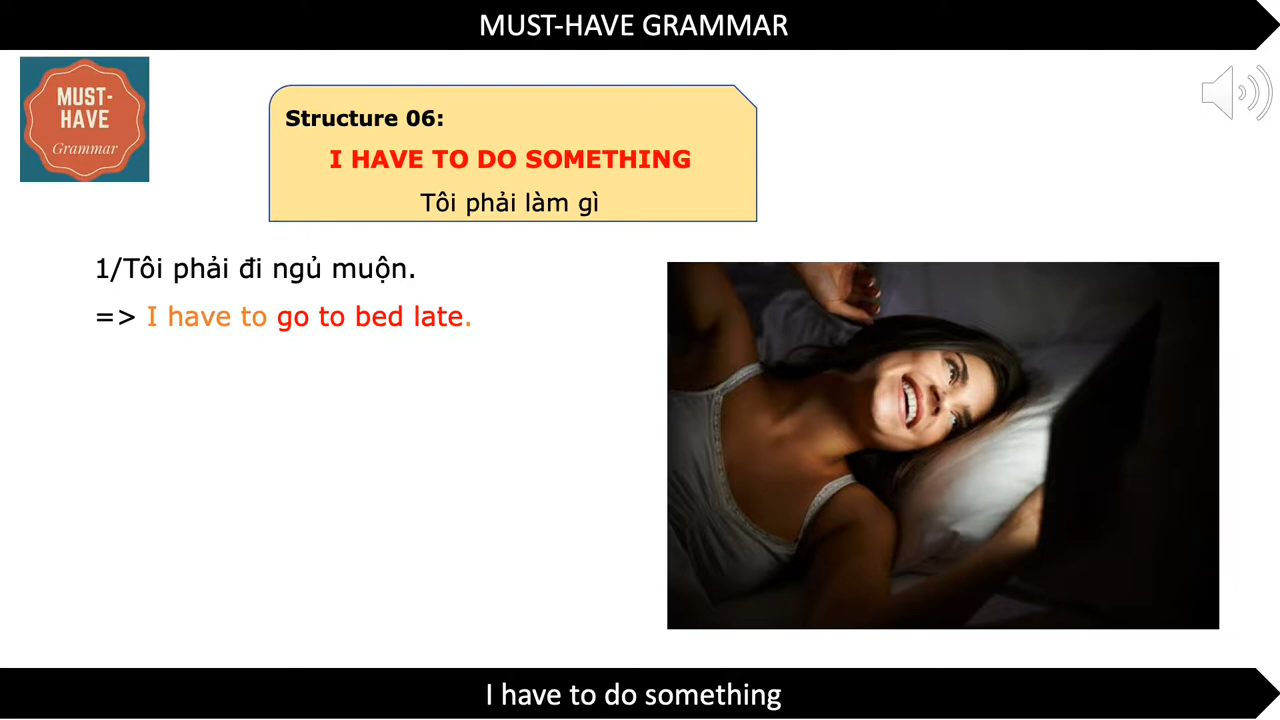 MUST-HAVE GRAMMAR
MUST-
HAVE
Grammar
Structure 06:
I HAVE TO DO SOMETHING
Tôi phải làm gì
1/Tôi phải đi ngủ muộn.
=> I have to go to bed late.
I have to do something